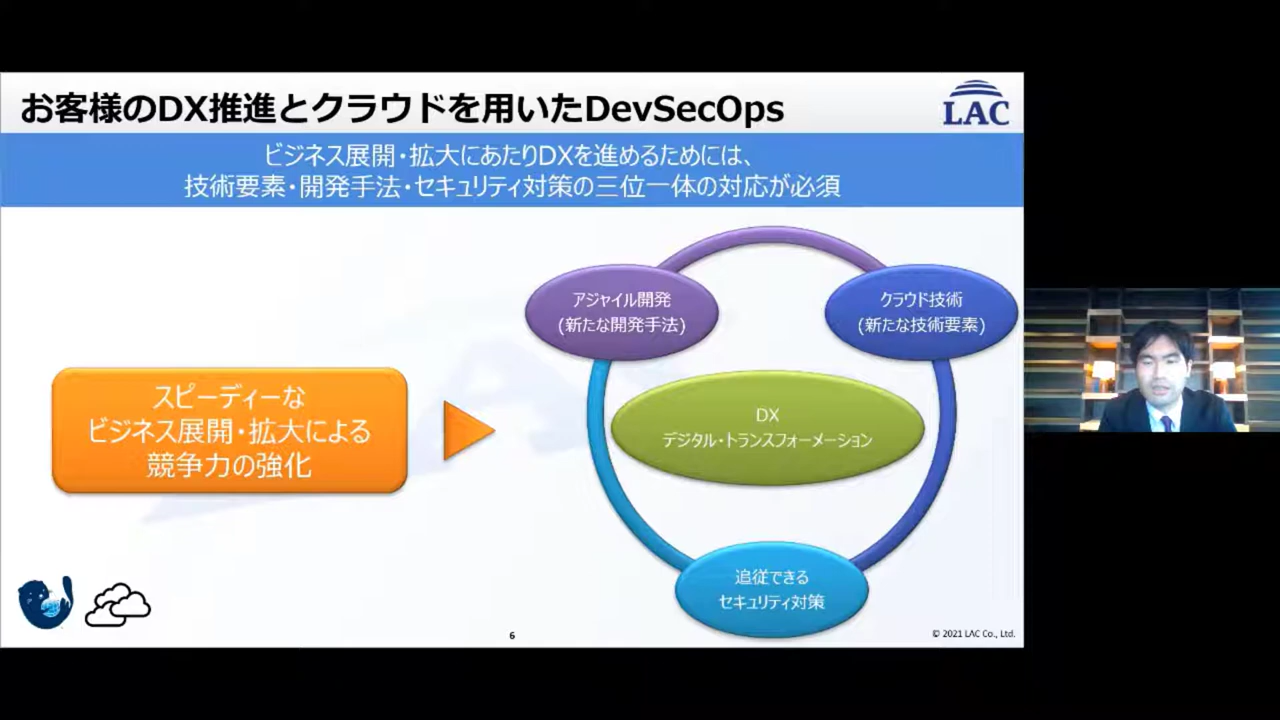 お客様のDX推進とクラウドを用いたDevSecOps
LAC
ビジネス展開・拡大にあたりDXを進めるためには、
技術要素・開発手法・セキュリティ対策の三位一体の対応が必須
アジャイル開発
(新たな開発手法)
クラウド技術
(新たな技術要素)
スピーディーな
ビジネス展開・拡大による
競争力の強化
DX
デジタル・トランスフォーメーション
追従できる
セキュリティ対策
6
© 2021 LAC Co., Ltd.